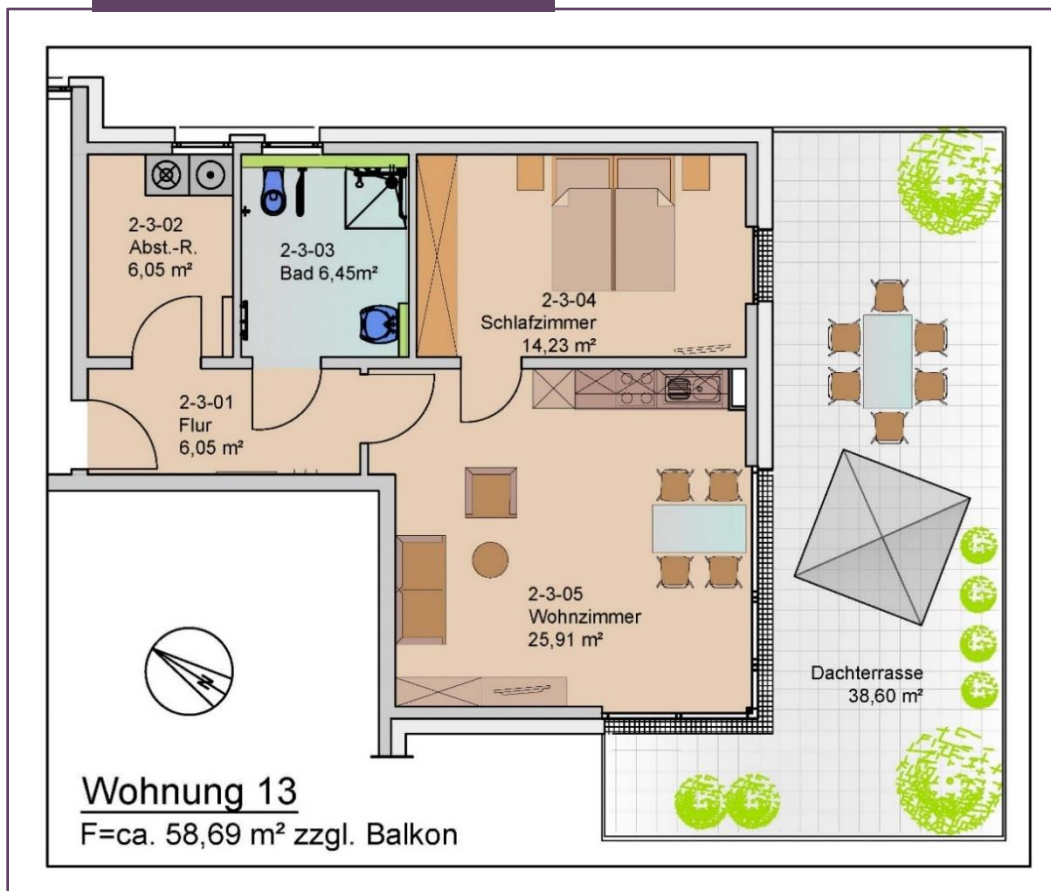 2-3-02
Abst.-R.
6,05 m²
2-3-03
Bad 6,45m²
2-3-04
Schlafzimmer
14,23 m²
2-3-01
Flur
6,05 m²
2-3-05
Wohnzimmer
25,91 m²
Dachterrasse
38,60 m²
N
Wohnung 13
F=ca. 58,69 m² zzgl. Balkon